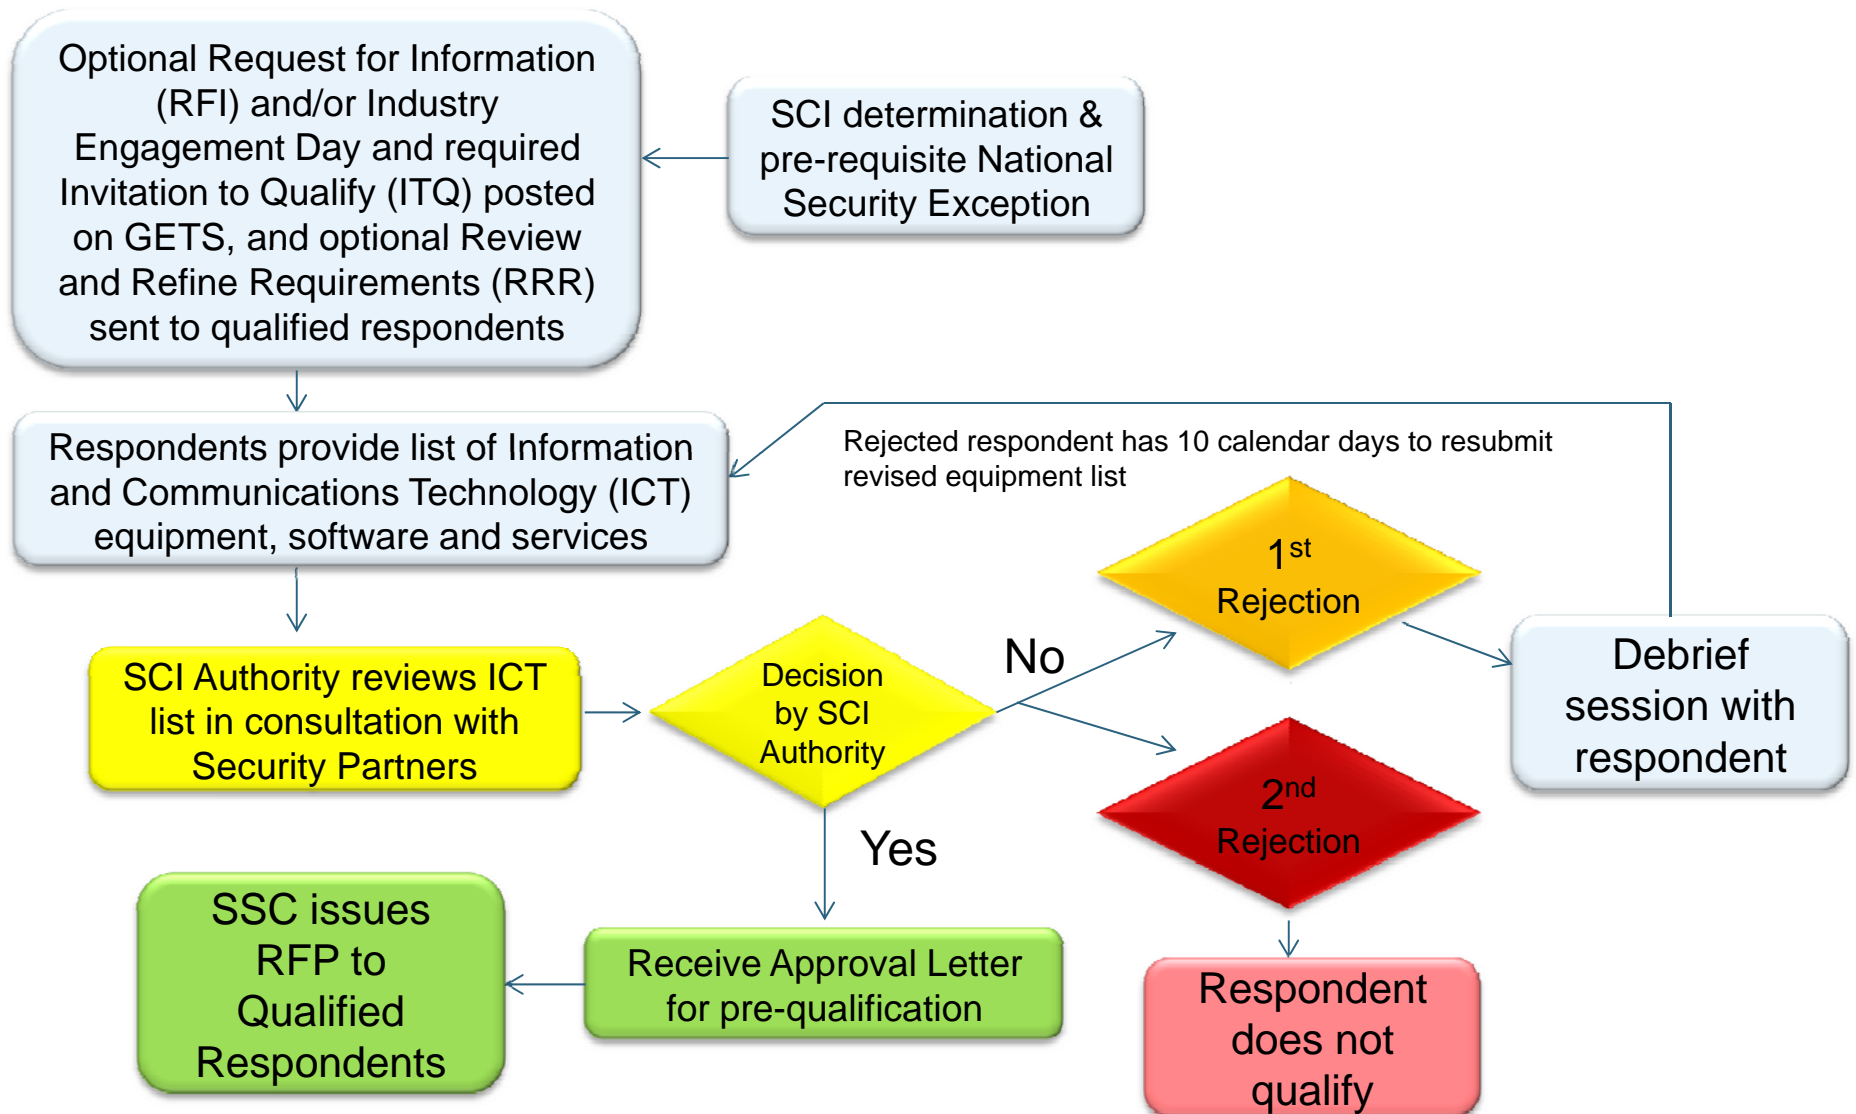 Optional Request for Information
(RFI) and/or Industry
Engagement Day and required
Invitation to Qualify (ITQ) posted
on GETS, and optional Review
and Refine Requirements (RRR)
sent to qualified respondents
SCI determination &
pre-requisite National
Security Exception
Respondents provide list of Information
and Communications Technology (ICT)
equipment, software and services
Rejected respondent has 10 calendar days to resubmit
revised equipment list
SCI Authority reviews ICT
list in consultation with
Security Partners
Decision
by SCI
Authority
No
1st
Rejection
Debrief
session with
respondent
2nd
Rejection
Yes
Respondent
does not
qualify
Receive Approval Letter
for pre-qualification
SSC issues
RFP to
Qualified
Respondents